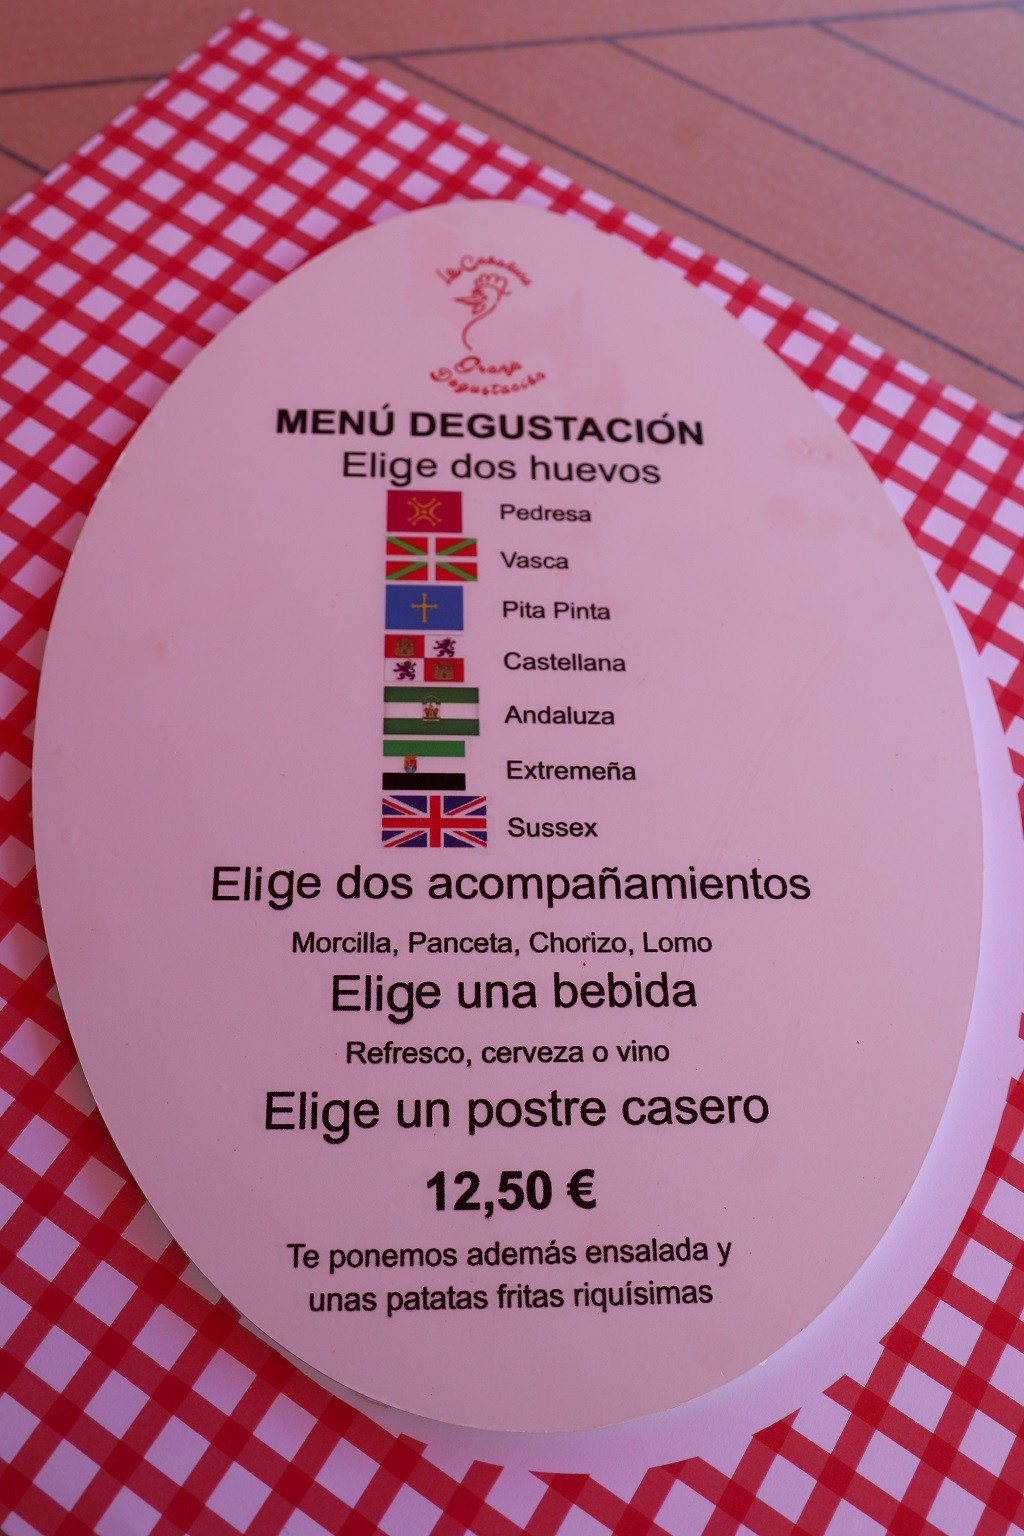 Granja
Degustación
MENÚ DEGUSTACIÓN
Elige dos huevos
Pedresa
Vasca
Pita Pinta
Castellana
Andaluza
Extremeña
Sussex
Elige dos acompañamientos
Morcilla, Panceta, Chorizo, Lomo
Elige una bebida
Refresco, cerveza o vino
Elige un postre casero
12,50 €
Te ponemos además ensalada y
unas patatas fritas riquísimas